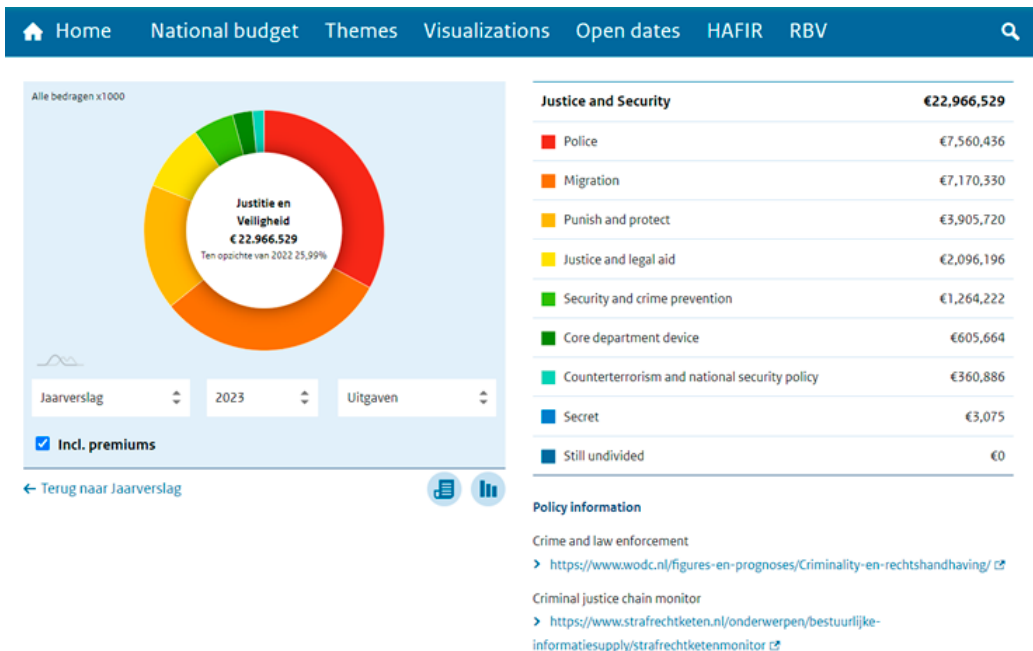 Home National budget Themes Visualizations Open dates HAFIR RBV
Alle bedragen x1000
Justitie en
Veiligheid
€ 22.966.529
Ten opzichte van 2022 25,99%
Jaarverslag 2023 Uitgaven
Incl. premiums
← Terug naar Jaarverslag
Justice and Security €22,966,529
Police €7,560,436
Migration €7,170,330
Punish and protect €3,905,720
Justice and legal aid €2,096,196
Security and crime prevention €1,264,222
Core department device €605,664
Counterterrorism and national security policy €360,886
Secret €3,075
Still undivided €0
Policy information
Crime and law enforcement
https://www.wodc.nl/figures-en-prognoses/Criminality-en-rechtshandhaving/
Criminal justice chain monitor
https://www.strafrechtketen.nl/onderwerpen/bestuurlijke-
informatiesupply/strafrechtketenmonitor